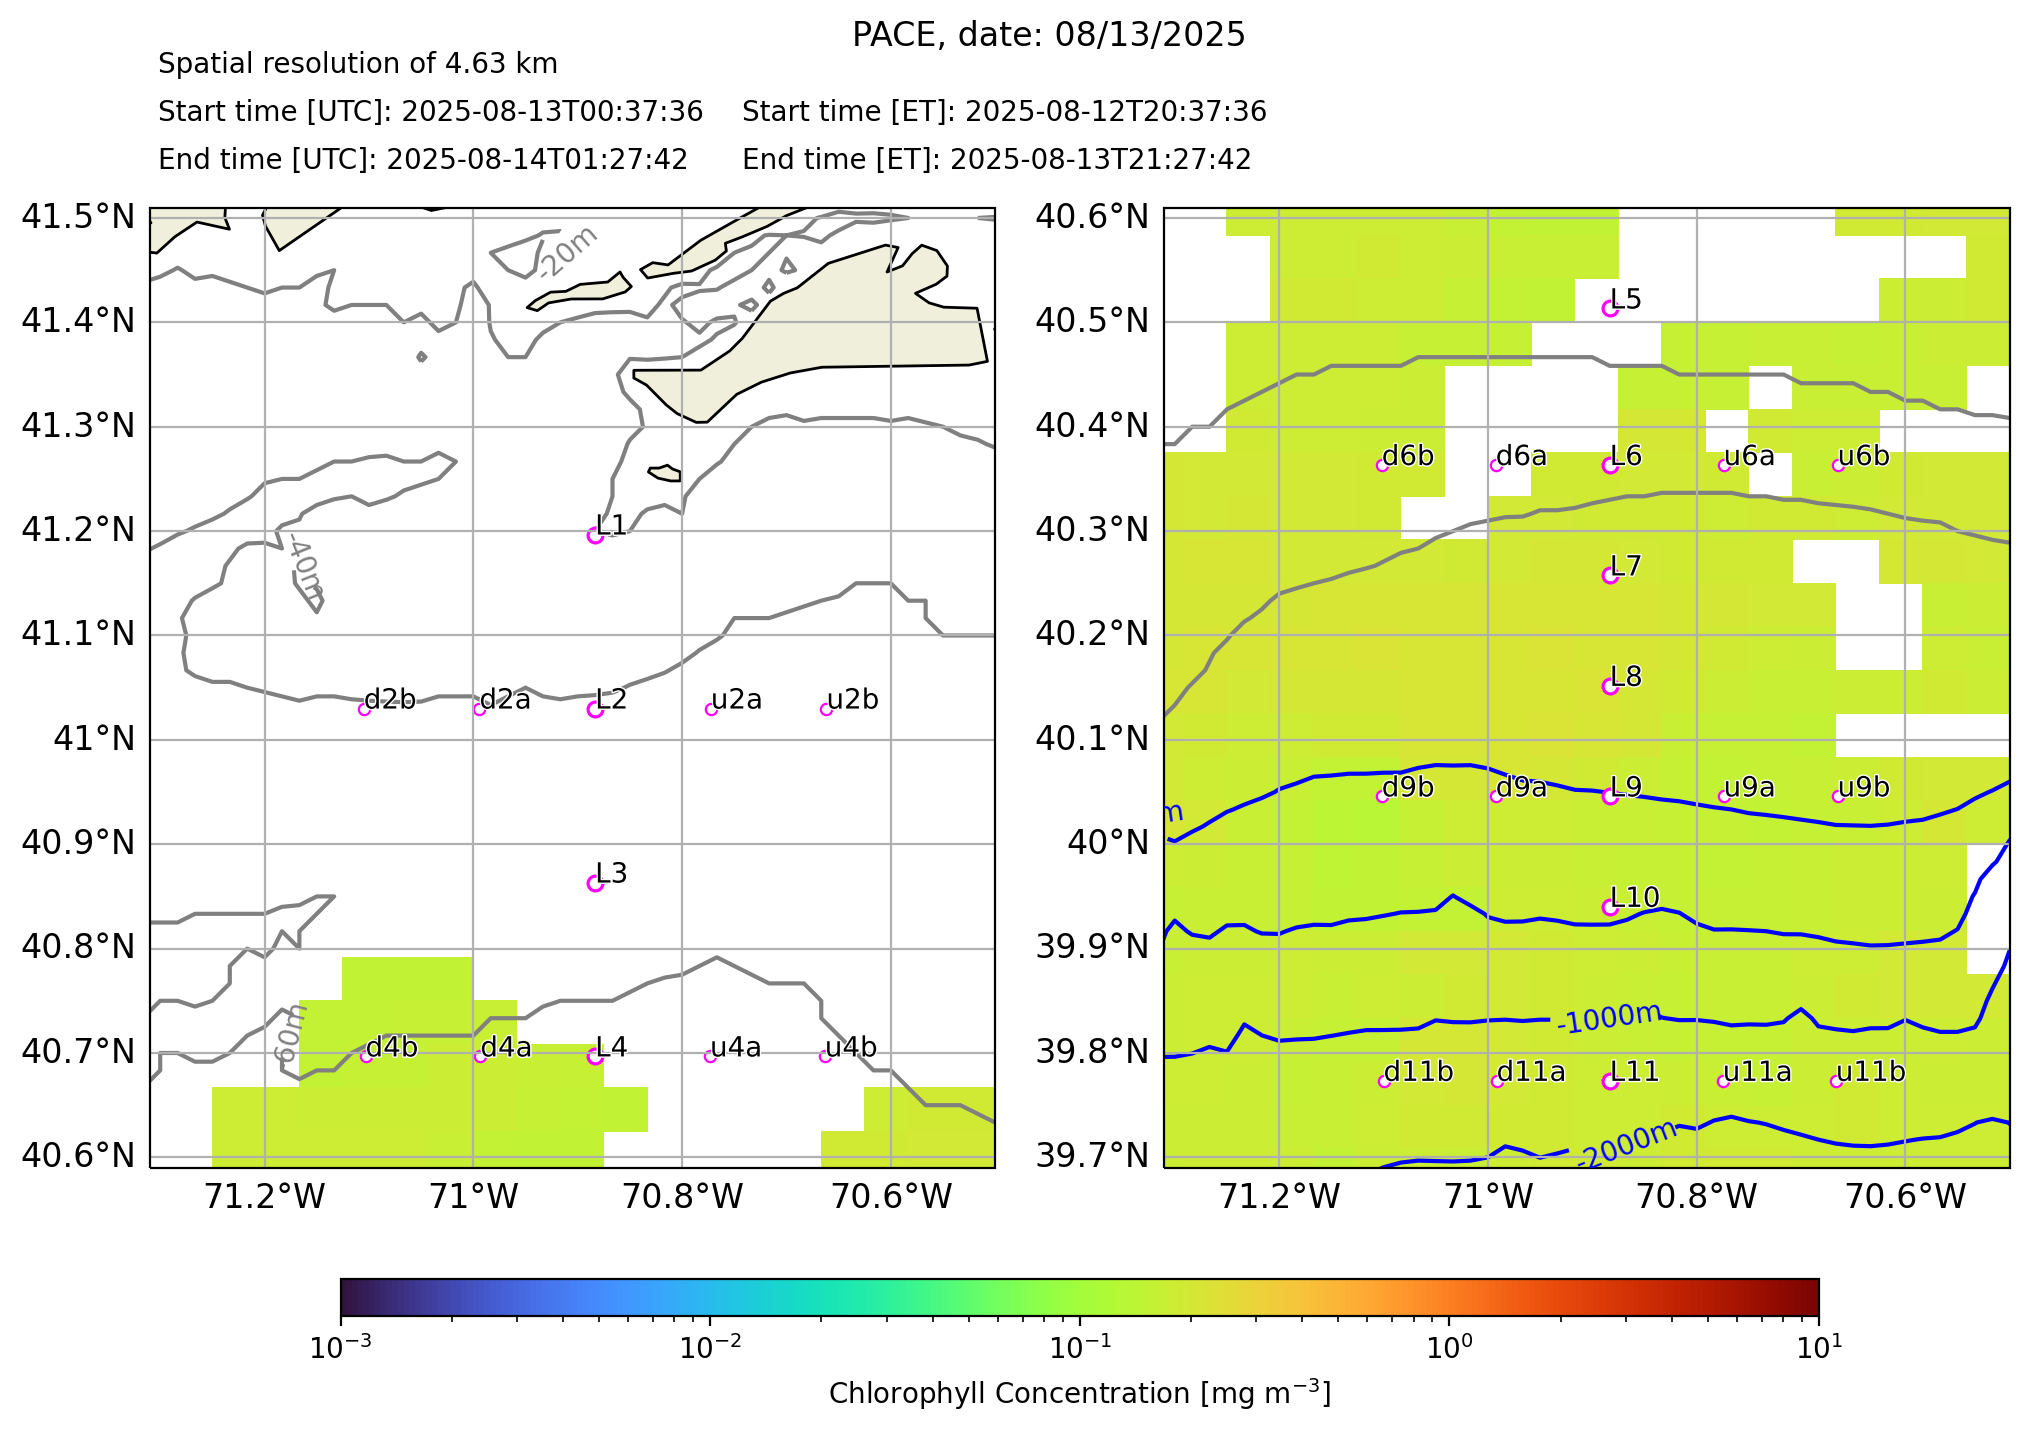 PACE, date: 08/13/2025
Spatial resolution of 4.63 km
Start time [UTC]: 2025-08-13T00:37:36 Start time [ET]: 2025-08-12T20:37:36
End time [UTC]: 2025-08-14T01:27:42 End time [ET]: 2025-08-13T21:27:42
41.5°N
41.4°N
41.3°N
41.2°N
41.1°N
41°N
40.9°N
40.8°N
40.7°N
40.6°N
-20m
L1
-40m
d2b d2a L2 u2a u2b
L3
-60m
d4b d4a L4 u4a u4b
71.2°W 71°W 70.8°W 70.6°W
40.6°N
40.5°N
40.4°N
40.3°N
40.2°N
40.1°N
40°N
39.9°N
39.8°N
39.7°N
L5
d6b d6a L6 u6a u6b
L7
L8
d9b d9a L9 u9a u9b
m
L10
-1000m
d11b d11a L11 u11a u11b
-2000m
71.2°W 71°W 70.8°W 70.6°W
10⁻³ 10⁻² 10⁻¹ 10⁰ 10¹
Chlorophyll Concentration [mg m⁻³]